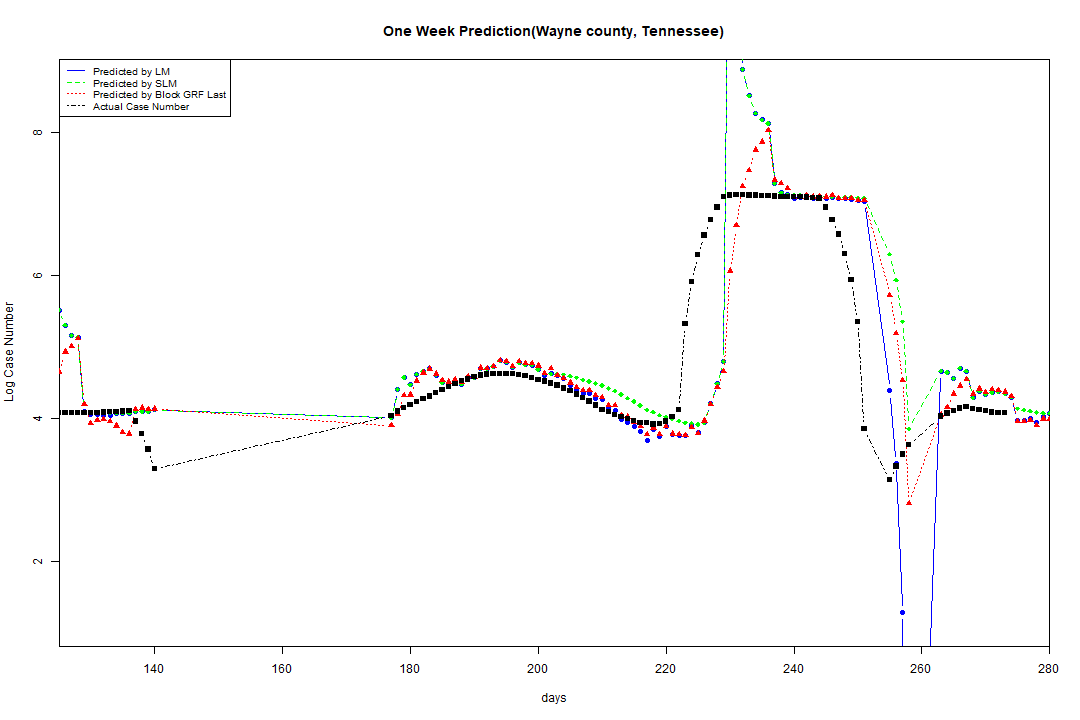 One Week Prediction(Wayne county, Tennessee)
Predicted by LM
Predicted by SLM
Predicted by Block GRF Last
Actual Case Number
8
6
4
2
Log Case Number
140 160 180 200 220 240 260 280
days